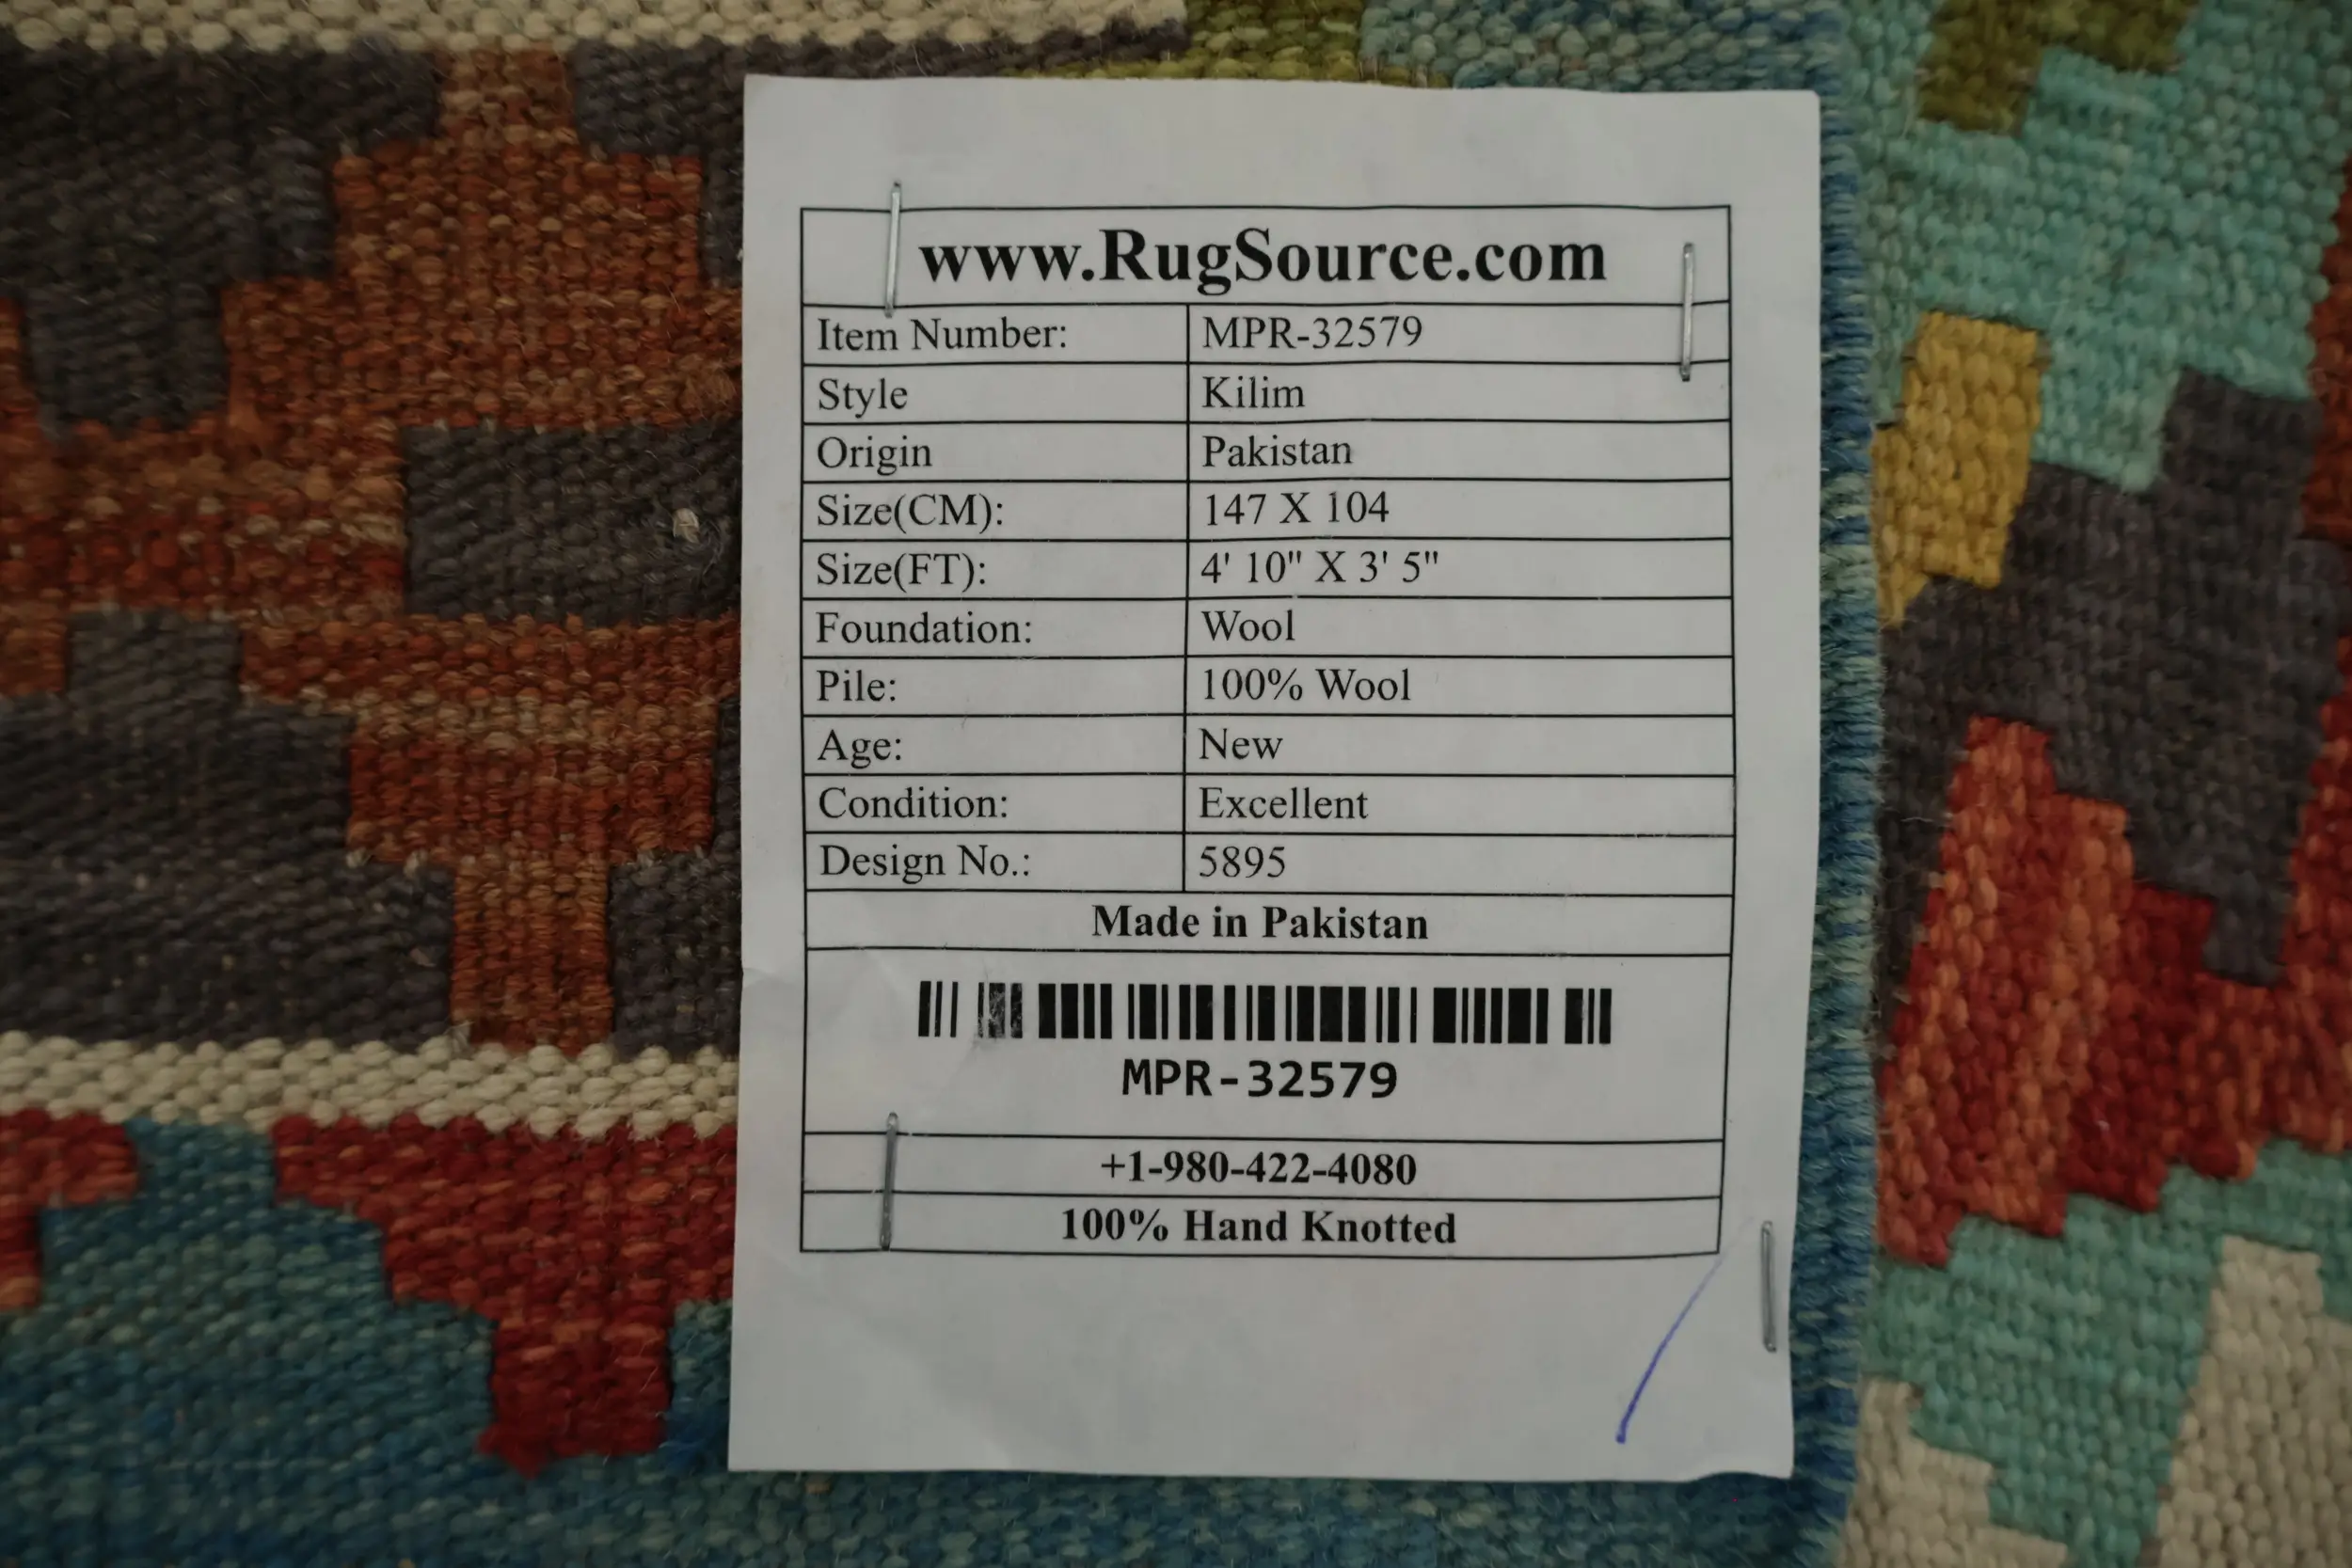 www.RugSource.com
Item Number: MPR-32579
Style Kilim
Origin Pakistan
Size(CM): 147 X 104
Size(FT): 4' 10" X 3' 5"
Foundation: Wool
Pile: 100% Wool
Age: New
Condition: Excellent
Design No.: 5895
Made in Pakistan
MPR-32579
+1-980-422-4080
100% Hand Knotted